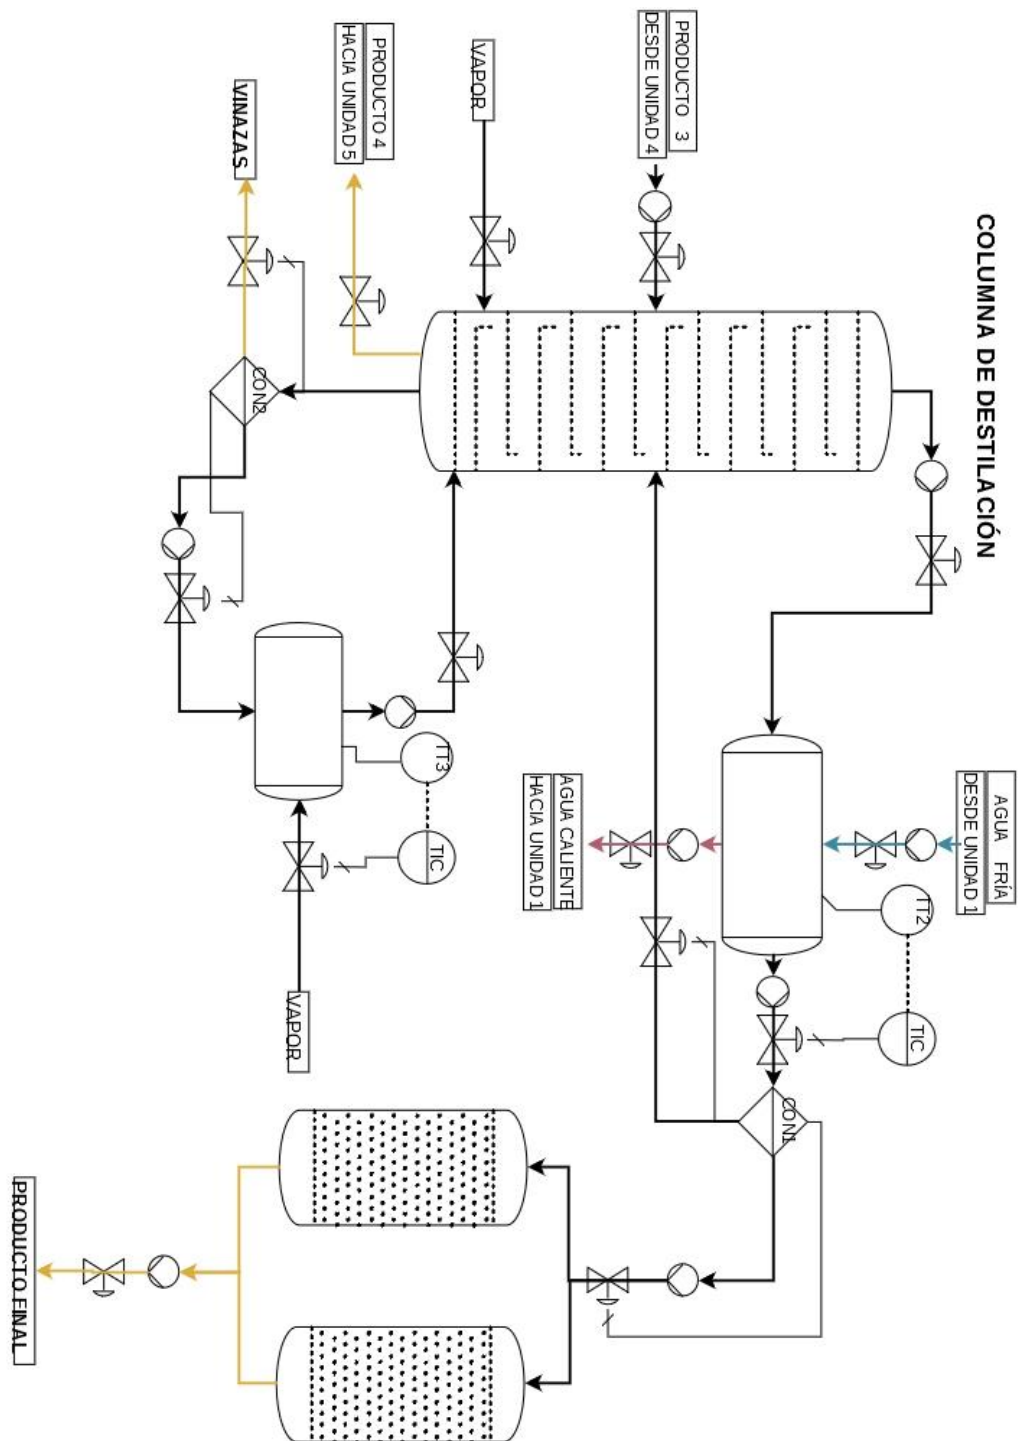 COLUMNA DE DESTILACIÓN
PRODUCTO 3
DESDE UNIDAD 4
VAPOR
PRODUCTO 4
HACIA UNIDAD 5
VINAZAS
CON2
TT3
TIC
VAPOR
AGUA FRÍA
DESDE UNIDAD 1
TT2
TIC
AGUA CALIENTE
HACIA UNIDAD 1
CON1
PRODUCTO FINAL